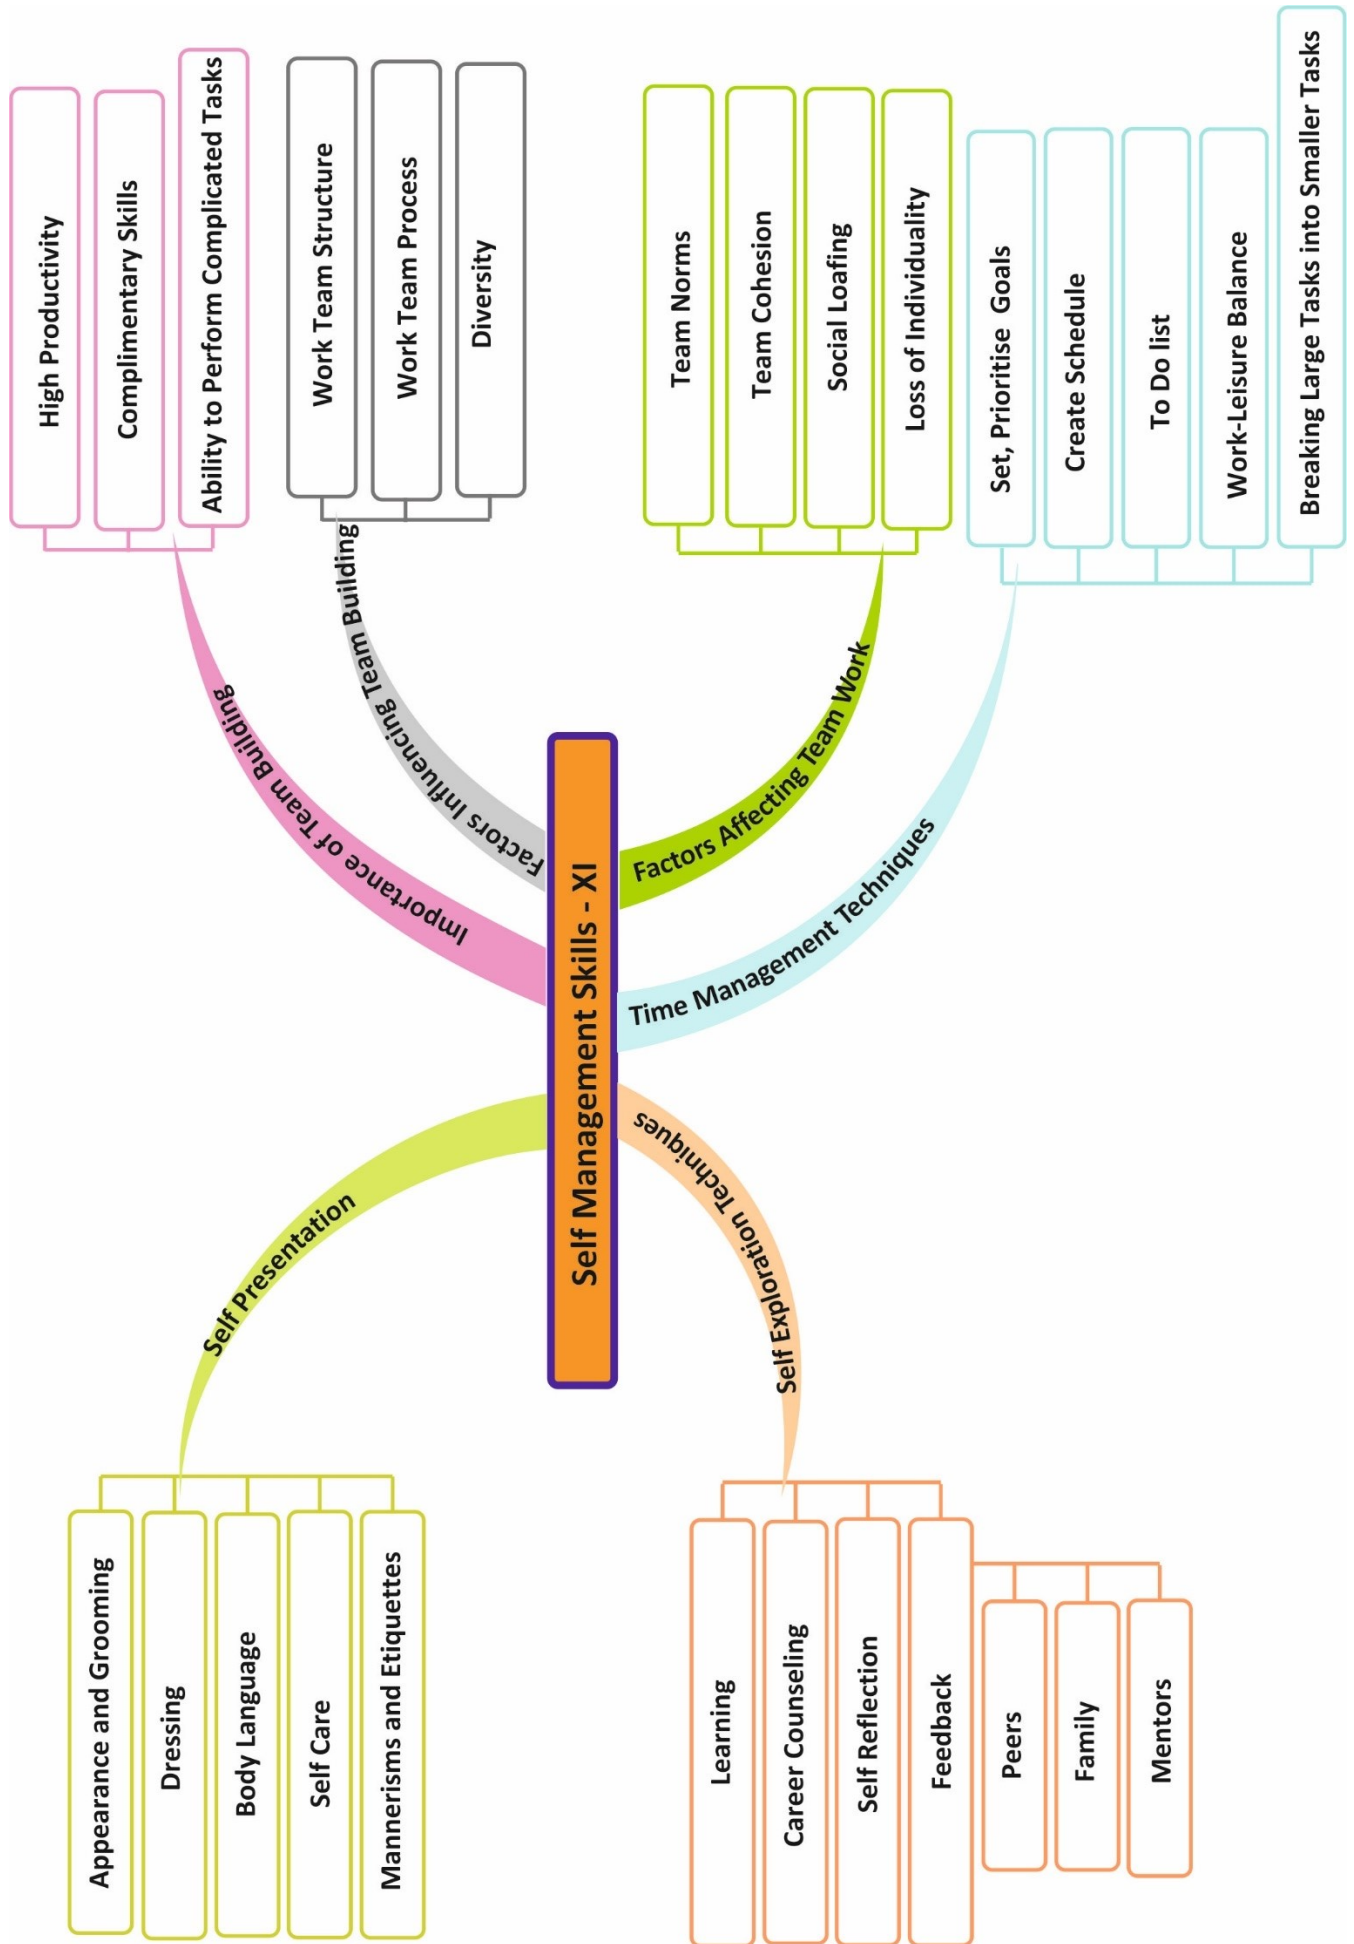 Self Management Skills - XI
Importance of Team Building
High Productivity
Complimentary Skills
Ability to Perform Complicated Tasks
Factors Influencing Team Building
Work Team Structure
Work Team Process
Diversity
Factors Affecting Team Work
Team Norms
Team Cohesion
Social Loafing
Loss of Individuality
Time Management Techniques
Set, Prioritise Goals
Create Schedule
To Do list
Work-Leisure Balance
Breaking Large Tasks into Smaller Tasks
Self Presentation
Appearance and Grooming
Dressing
Body Language
Self Care
Mannerisms and Etiquettes
Self Exploration Techniques
Learning
Career Counseling
Self Reflection
Feedback
Peers
Family
Mentors